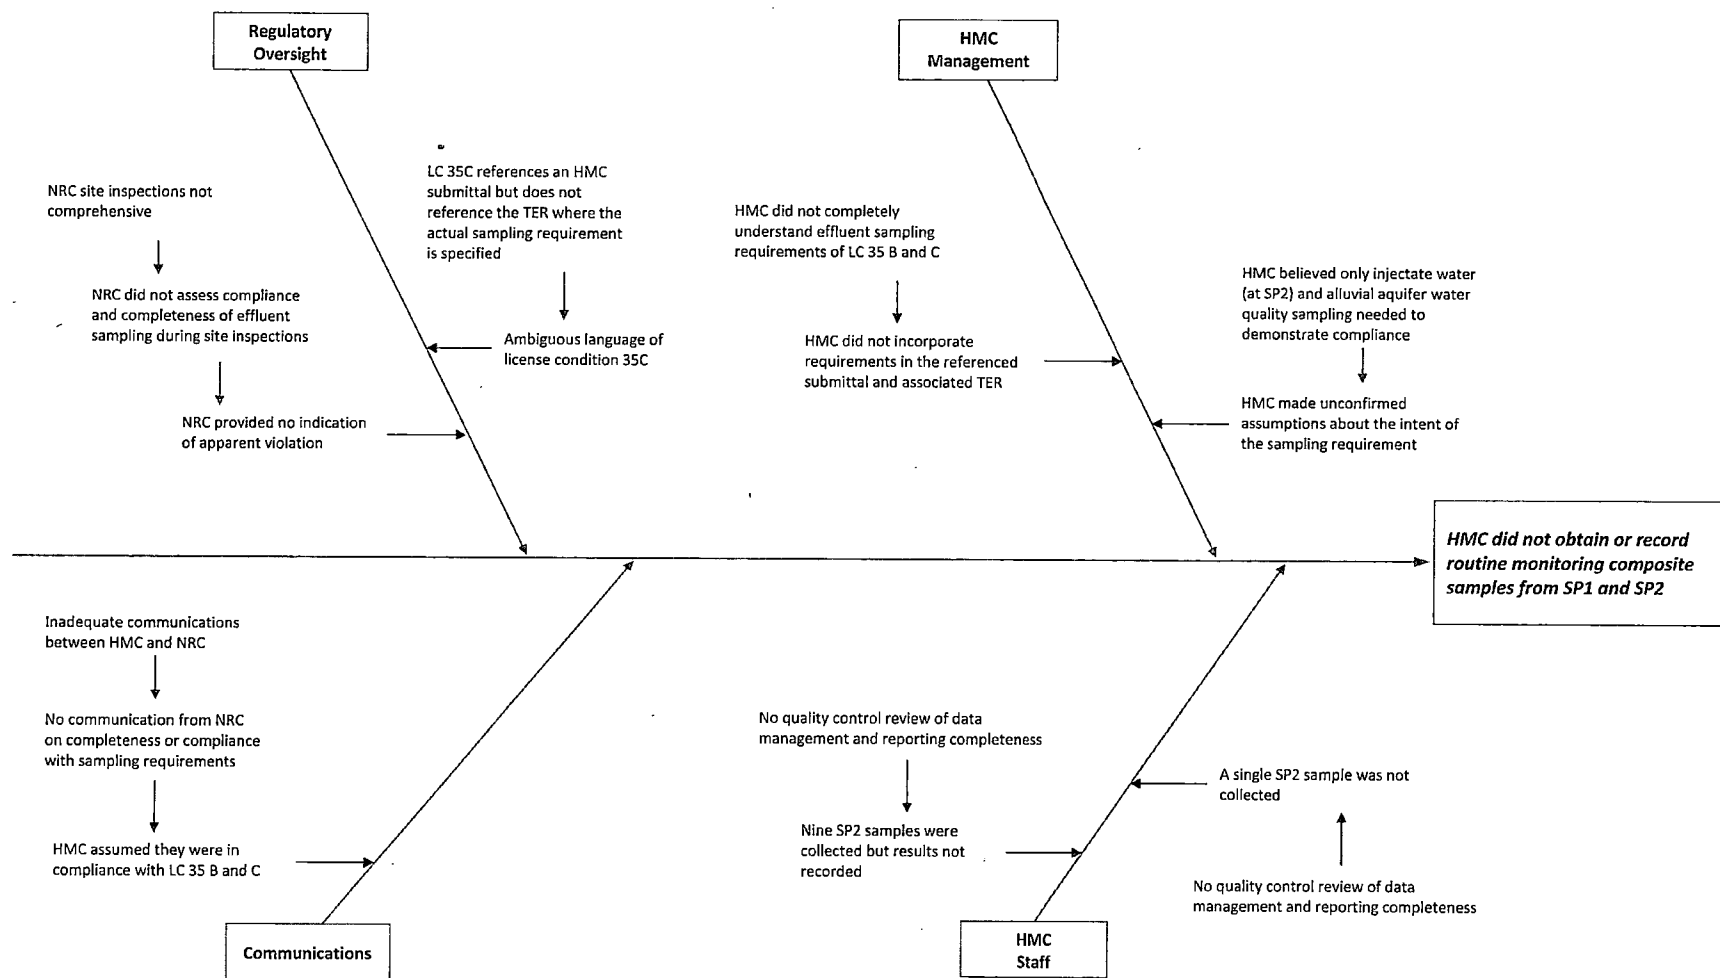 Regulatory
Oversight
HMC
Management
NRC site inspections not
comprehensive
NRC did not assess compliance
and completeness of effluent
sampling during site inspections
NRC provided no indication
of apparent violation
LC 35C references an HMC
submittal but does not
reference the TER where the
actual sampling requirement
is specified
Ambiguous language of
license condition 35C
HMC did not completely
understand effluent sampling
requirements of LC 35 B and C
HMC did not incorporate
requirements in the referenced
submittal and associated TER
HMC believed only injectate water
(at SP2) and alluvial aquifer water
quality sampling needed to
demonstrate compliance
HMC made unconfirmed
assumptions about the intent of
the sampling requirement
HMC did not obtain or record
routine monitoring composite
samples from SP1 and SP2
Inadequate communications
between HMC and NRC
No communication from NRC
on completeness or compliance
with sampling requirements
HMC assumed they were in
compliance with LC 35 B and C
Communications
No quality control review of data
management and reporting completeness
Nine SP2 samples were
collected but results not
recorded
A single SP2 sample was not
collected
No quality control review of data
management and reporting completeness
HMC
Staff